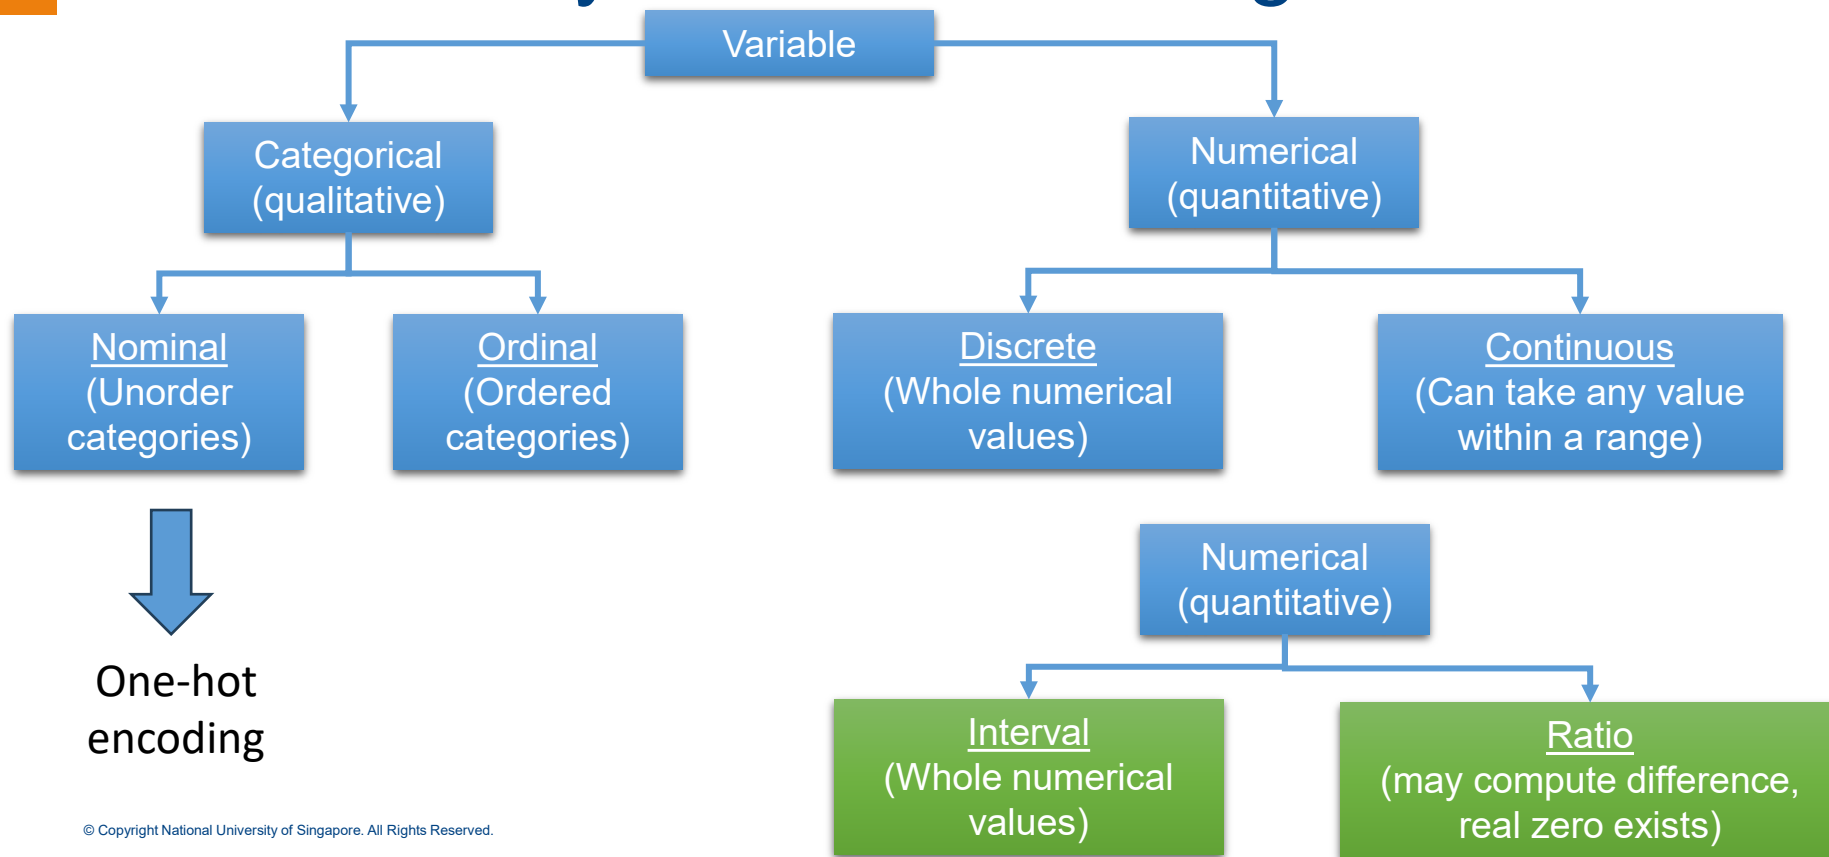 Variable
Categorical
(qualitative)
Numerical
(quantitative)
Nominal
(Unorder
categories)
Ordinal
(Ordered
categories)
Discrete
(Whole numerical
values)
Continuous
(Can take any value
within a range)
One-hot
encoding
Numerical
(quantitative)
Interval
(Whole numerical
values)
Ratio
(may compute difference,
real zero exists)
© Copyright National University of Singapore. All Rights Reserved.